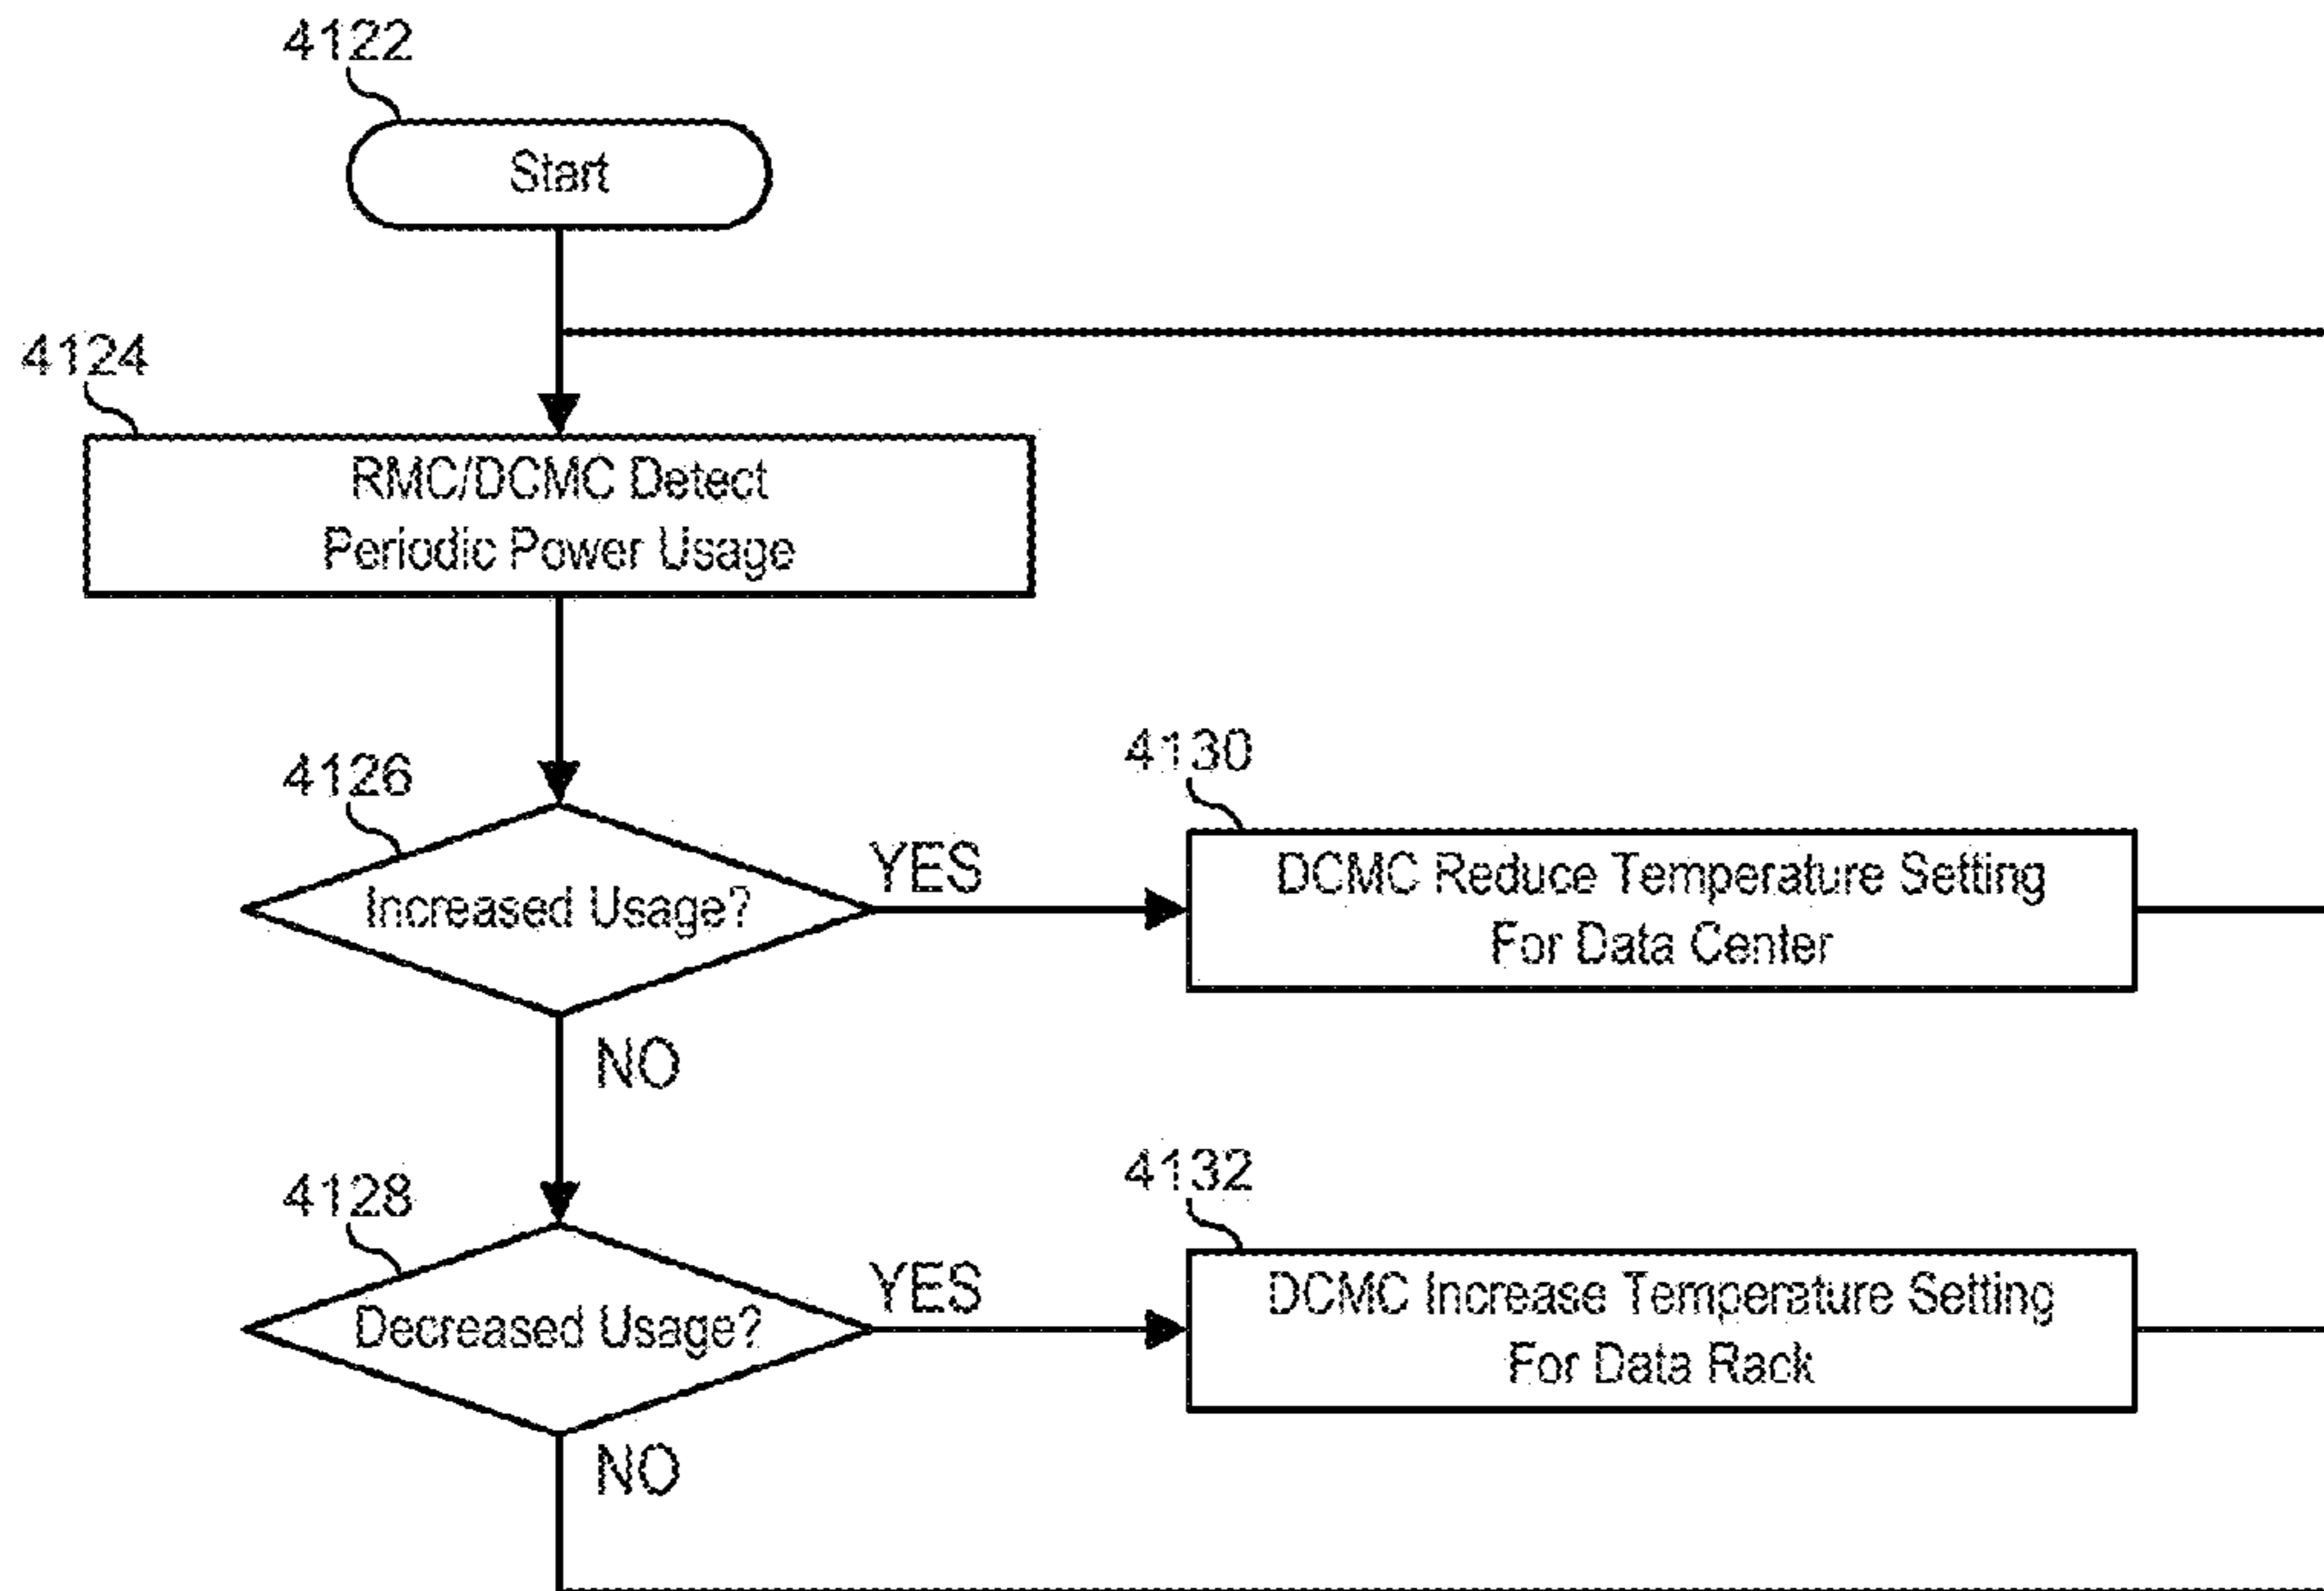 4122
Start
4124
RMC/DCMC Detect
Periodic Power Usage
4126
Increased Usage?
YES
4130
DCMC Reduce Temperature Setting
For Data Center
NO
4128
Decreased Usage?
YES
4132
DCMC Increase Temperature Setting
For Data Rack
NO